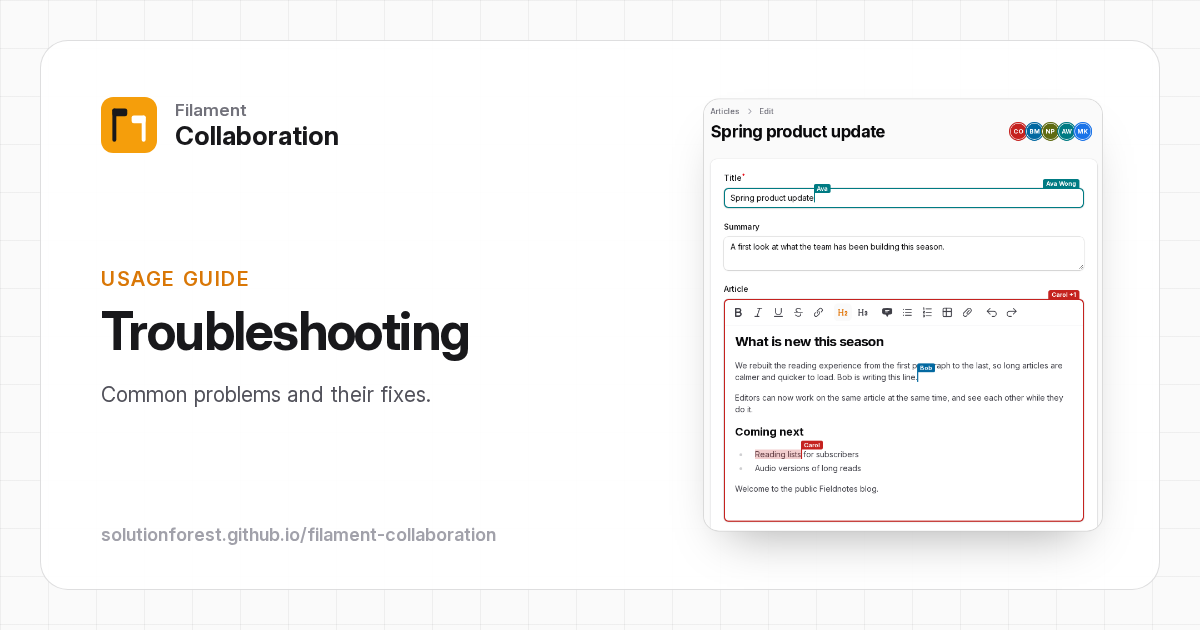 Filament
Collaboration
USAGE GUIDE
Troubleshooting
Common problems and their fixes.
solutionforest.github.io/filament-collaboration
Articles > Edit
Spring product update
CO BM NP AW MK
Title*
Ava Wong
Ava
Spring product update
Summary
A first look at what the team has been building this season.
Article
Carol +1
B I U S H2 H3
What is new this season
We rebuilt the reading experience from the first aph to the last, so long articles are
Bob
calmer and quicker to load. Bob is writing this line.
Editors can now work on the same article at the same time, and see each other while they
do it.
Coming next
Carol
Reading lists for subscribers
Audio versions of long reads
Welcome to the public Fieldnotes blog.